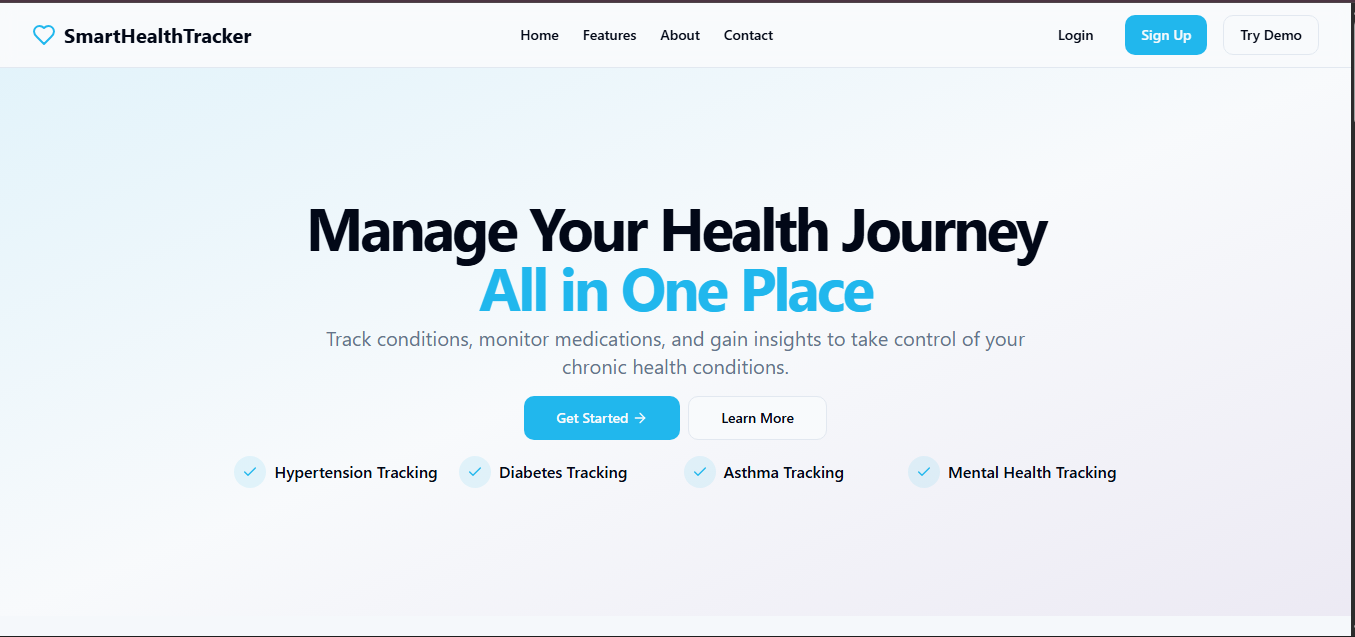 SmartHealthTracker
Home Features About Contact
Login Sign Up Try Demo
Manage Your Health Journey
All in One Place
Track conditions, monitor medications, and gain insights to take control of your
chronic health conditions.
Get Started → Learn More
Hypertension Tracking Diabetes Tracking Asthma Tracking Mental Health Tracking